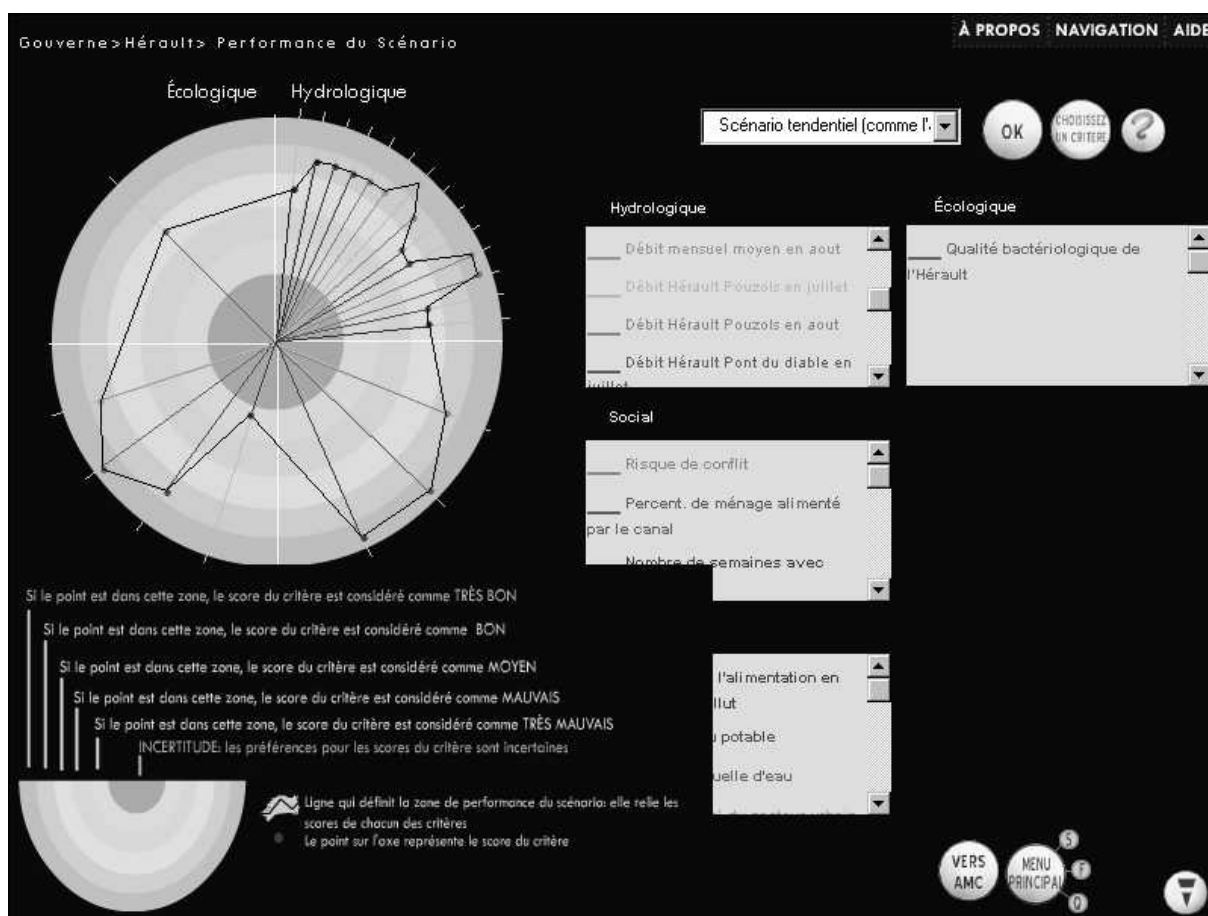 Gouverne>Hérault> Performance du Scénario
À PROPOS NAVIGATION AIDE
Écologique Hydrologique
Scénario tendentiel (comme l'
OK
CHOISISSEZ
UN CRITERE
?
Hydrologique
Débit mensuel moyen en aout
Débit Hérault Pouzols en juillet
Débit Hérault Pouzols en aout
Débit Hérault Pont du diable en
juillet
Écologique
Qualité bactériologique de
l'Hérault
Social
Risque de conflit
Percent. de ménage alimenté
par le canal
Nombre de semaines avec
l'alimentation en
llut
potable
uelle d'eau
Si le point est dans cette zone, le score du critère est considéré comme TRÈS BON
Si le point est dans cette zone, le score du critère est considéré comme BON
Si le point est dans cette zone, le score du critère est considéré comme MOYEN
Si le point est dans cette zone, le score du critère est considéré comme MAUVAIS
Si le point est dans cette zone, le score du critère est considéré comme TRÈS MAUVAIS
INCERTITUDE: les préférences pour les scores du critère sont incertaines
Ligne qui définit la zone de performance du scénario: elle relie les
scores de chacun des critères
Le point sur l'axe représente le score du critère
VERS
AMC
MENU
PRINCIPAL
S
F
Q